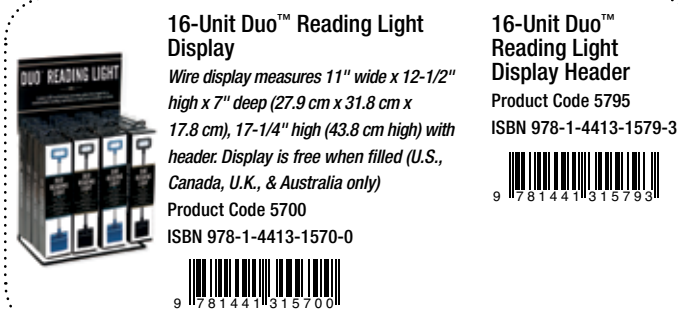 DUO™ READING LIGHT
16-Unit Duo™ Reading Light
Display
Wire display measures 11" wide x 12-1/2"
high x 7" deep (27.9 cm x 31.8 cm x
17.8 cm), 17-1/4" high (43.8 cm high) with
header. Display is free when filled (U.S.,
Canada, U.K., & Australia only)
Product Code 5700
ISBN 978-1-4413-1570-0
9 781441 315700
16-Unit Duo™
Reading Light
Display Header
Product Code 5795
ISBN 978-1-4413-1579-3
9 781441 315793